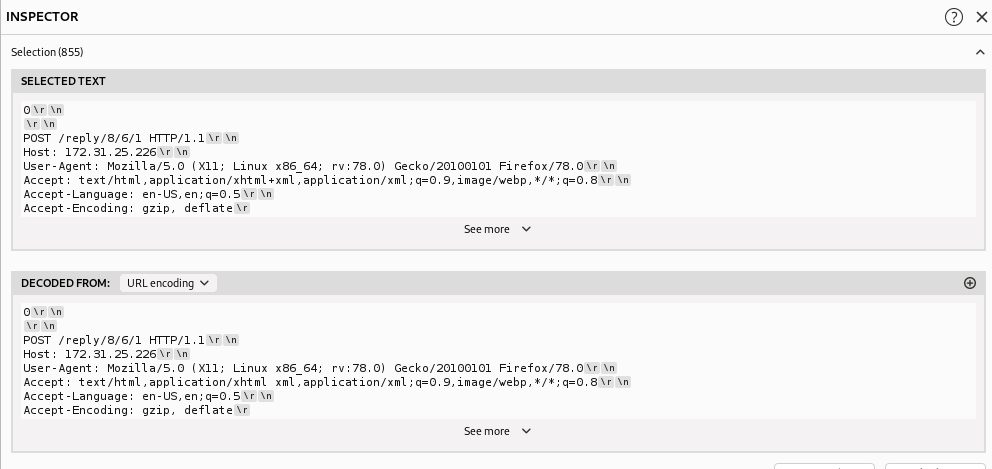 INSPECTOR
Selection (855)
SELECTED TEXT
0\r\n
\r\n
POST /reply/8/6/1 HTTP/1.1\r\n
Host: 172.31.25.226\r\n
User-Agent: Mozilla/5.0 (X11; Linux x86_64; rv:78.0) Gecko/20100101 Firefox/78.0\r\n
Accept: text/html,application/xhtml+xml,application/xml;q=0.9,image/webp,*/*;q=0.8\r\n
Accept-Language: en-US,en;q=0.5\r\n
Accept-Encoding: gzip, deflate\r
See more
DECODED FROM: URL encoding
0\r\n
\r\n
POST /reply/8/6/1 HTTP/1.1\r\n
Host: 172.31.25.226\r\n
User-Agent: Mozilla/5.0 (X11; Linux x86_64; rv:78.0) Gecko/20100101 Firefox/78.0\r\n
Accept: text/html,application/xhtml xml,application/xml;q=0.9,image/webp,*/*;q=0.8\r\n
Accept-Language: en-US,en;q=0.5\r\n
Accept-Encoding: gzip, deflate\r
See more